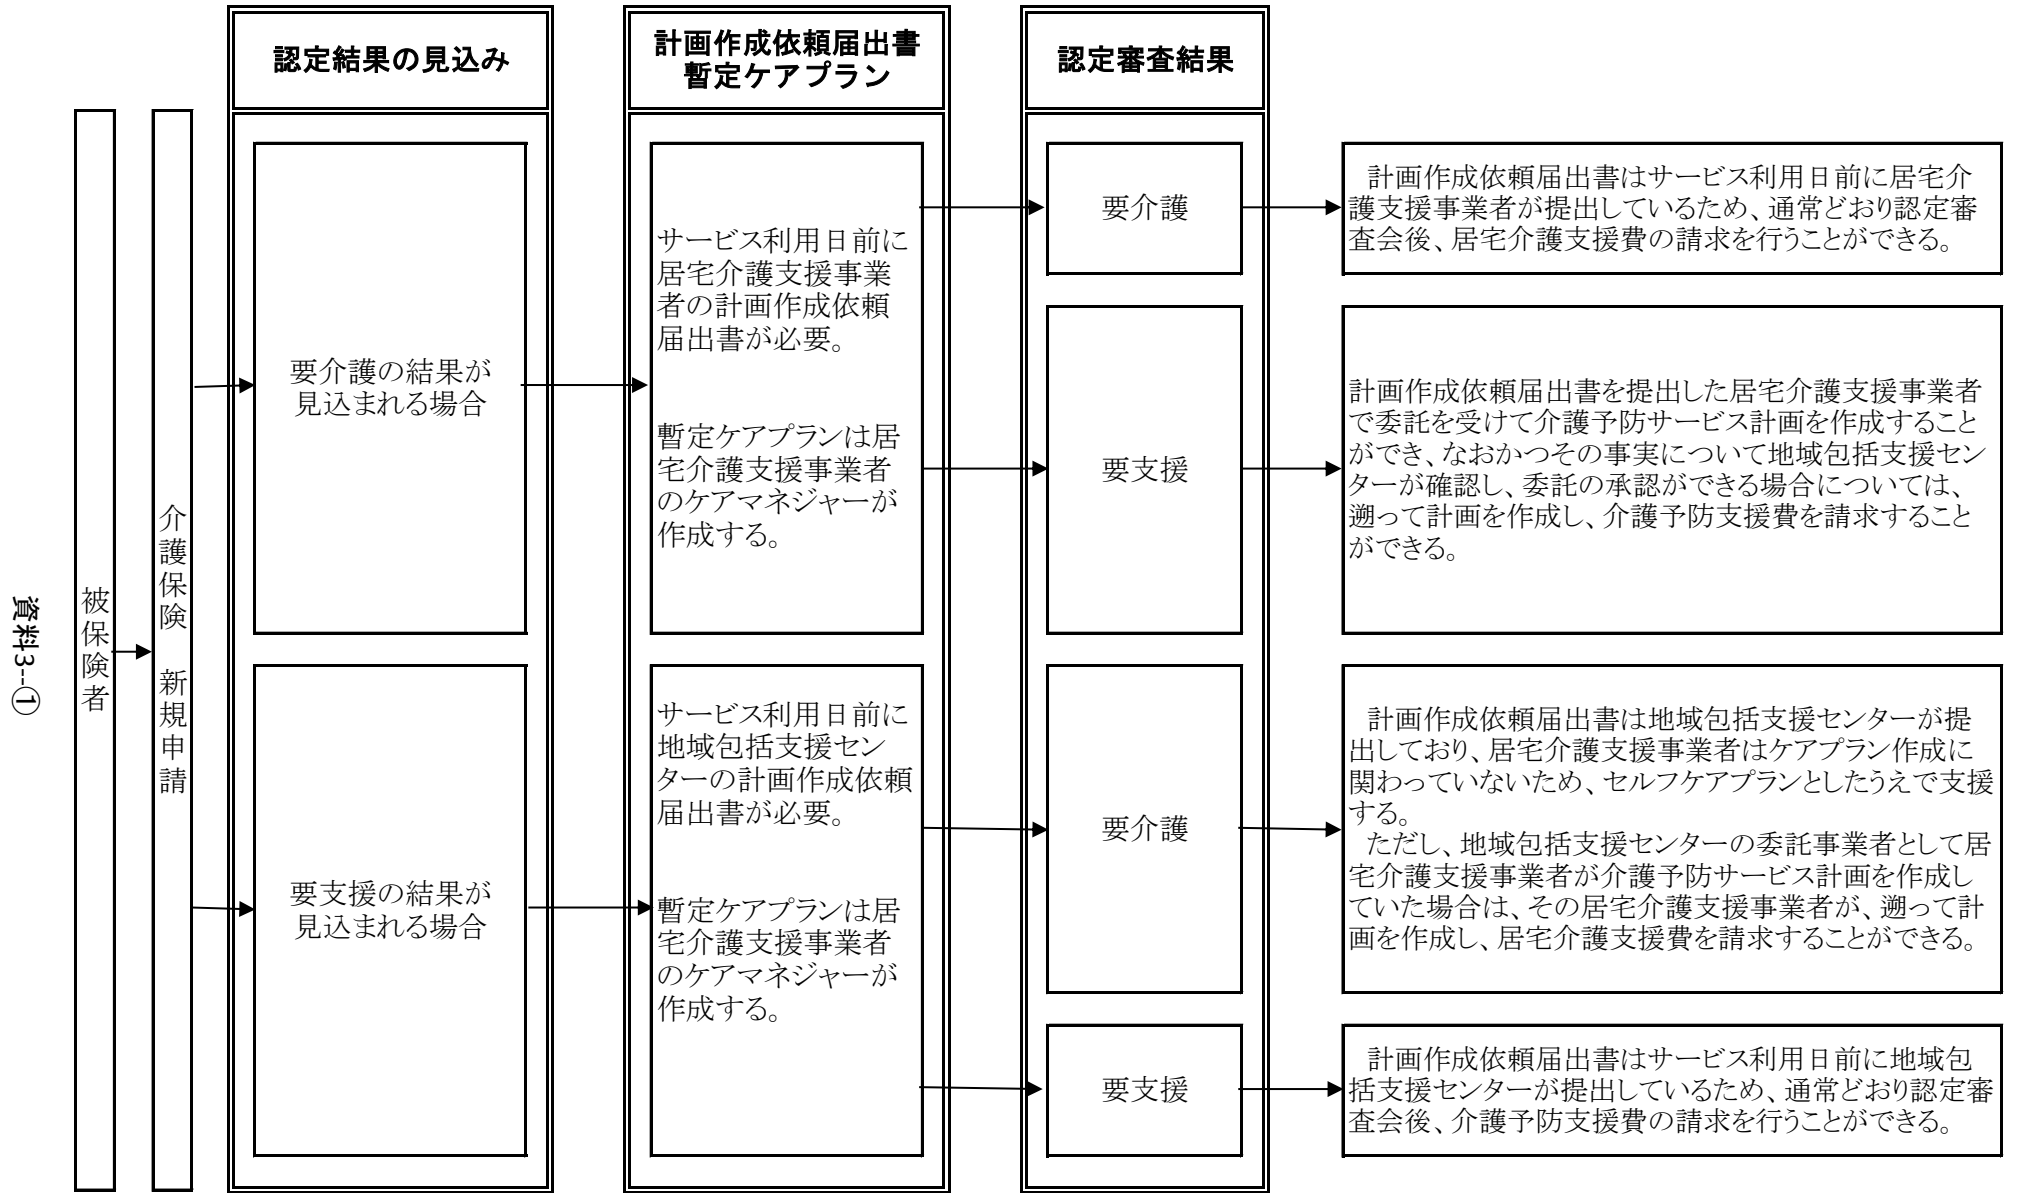 資料3--①
被保険者
介護保険　新規申請
認定結果の見込み
計画作成依頼届出書
暫定ケアプラン
認定審査結果
要介護の結果が
見込まれる場合
サービス利用日前に
居宅介護支援事業
者の計画作成依頼
届出書が必要。
暫定ケアプランは居
宅介護支援事業者
のケアマネジャーが
作成する。
要介護
計画作成依頼届出書はサービス利用日前に居宅介
護支援事業者が提出しているため、通常どおり認定審
査会後、居宅介護支援費の請求を行うことができる。
要支援
計画作成依頼届出書を提出した居宅介護支援事業者
で委託を受けて介護予防サービス計画を作成すること
ができ、なおかつその事実について地域包括支援セン
ターが確認し、委託の承認ができる場合については、
遡って計画を作成し、介護予防支援費を請求すること
ができる。
要支援の結果が
見込まれる場合
サービス利用日前に
地域包括支援セン
ターの計画作成依頼
届出書が必要。
暫定ケアプランは居
宅介護支援事業者
のケアマネジャーが
作成する。
要介護
計画作成依頼届出書は地域包括支援センターが提
出しており、居宅介護支援事業者はケアプラン作成に
関わっていないため、セルフケアプランとしたうえで支援
する。
ただし、地域包括支援センターの委託事業者として居
宅介護支援事業者が介護予防サービス計画を作成し
ていた場合は、その居宅介護支援事業者が、遡って計
画を作成し、居宅介護支援費を請求することができる。
要支援
計画作成依頼届出書はサービス利用日前に地域包
括支援センターが提出しているため、通常どおり認定審
査会後、介護予防支援費の請求を行うことができる。